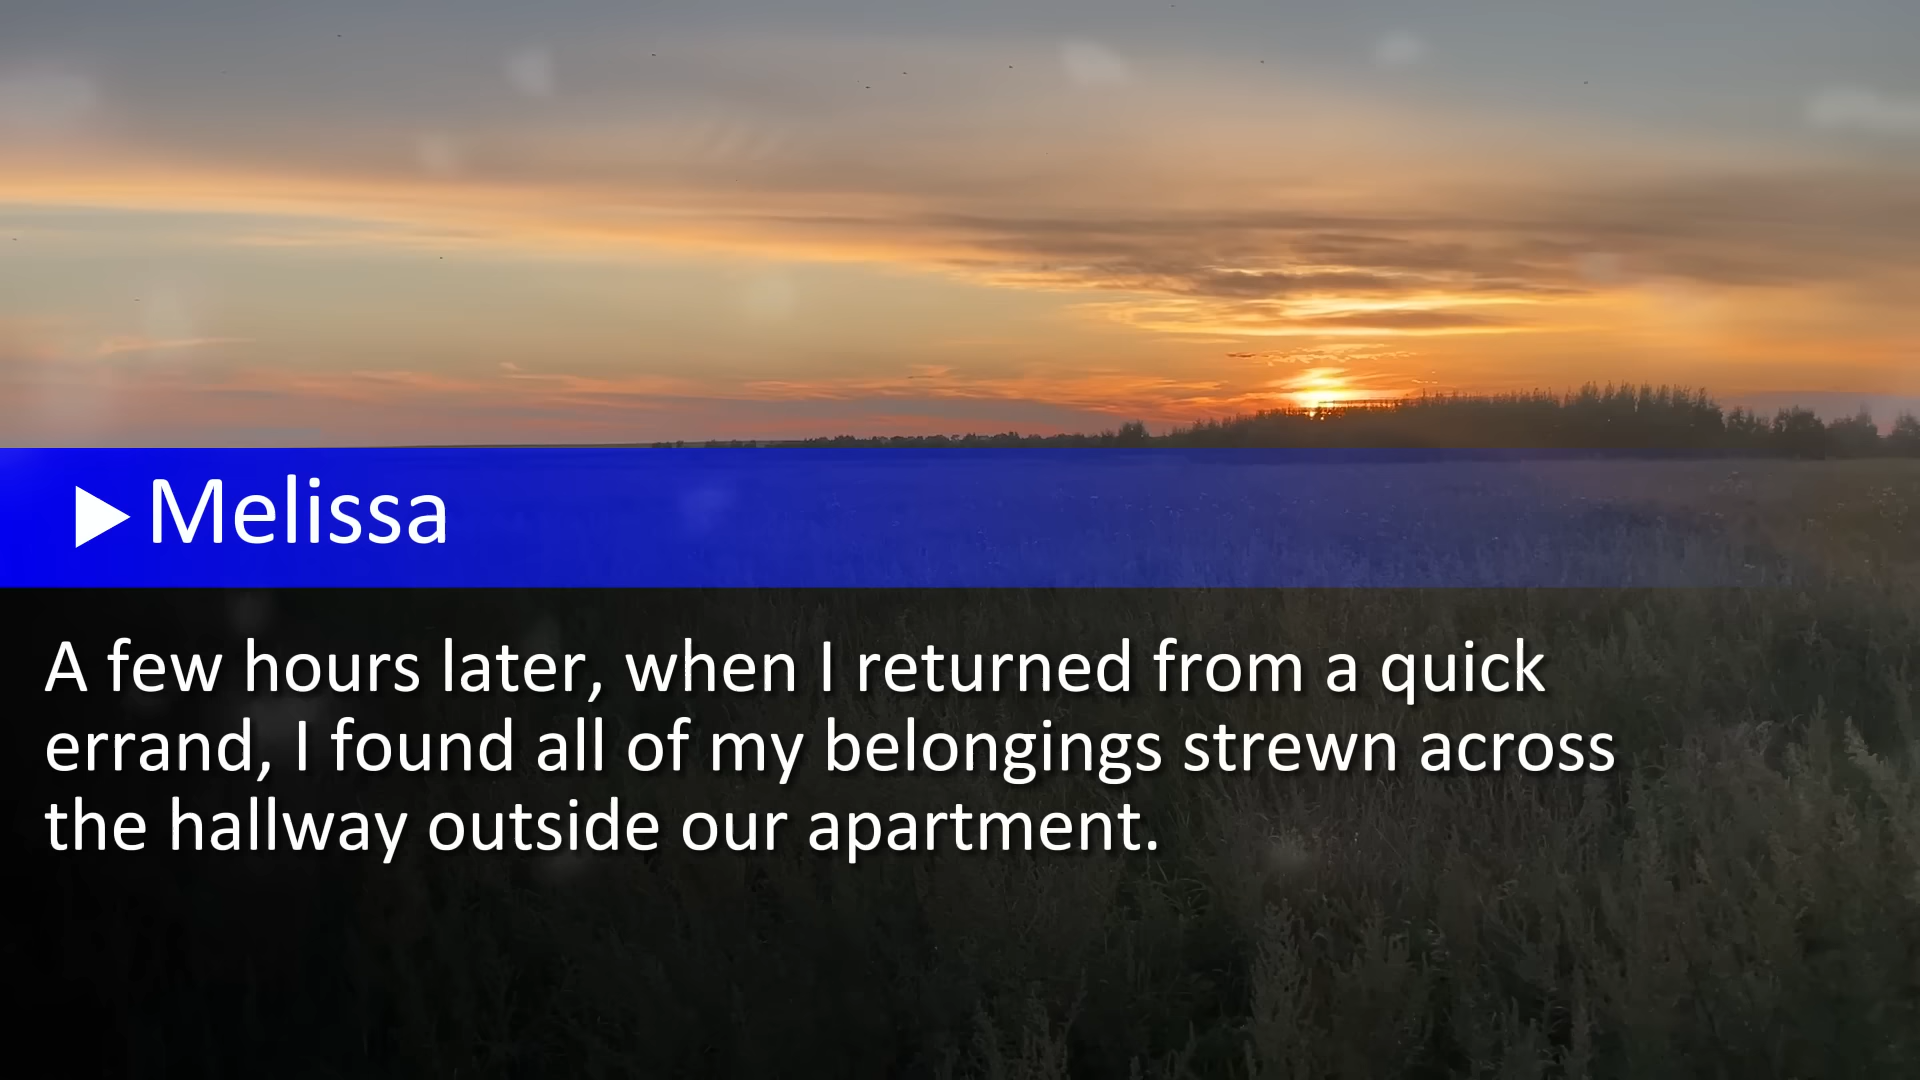 Melissa
A few hours later, when I returned from a quick
errand, I found all of my belongings strewn across
the hallway outside our apartment.